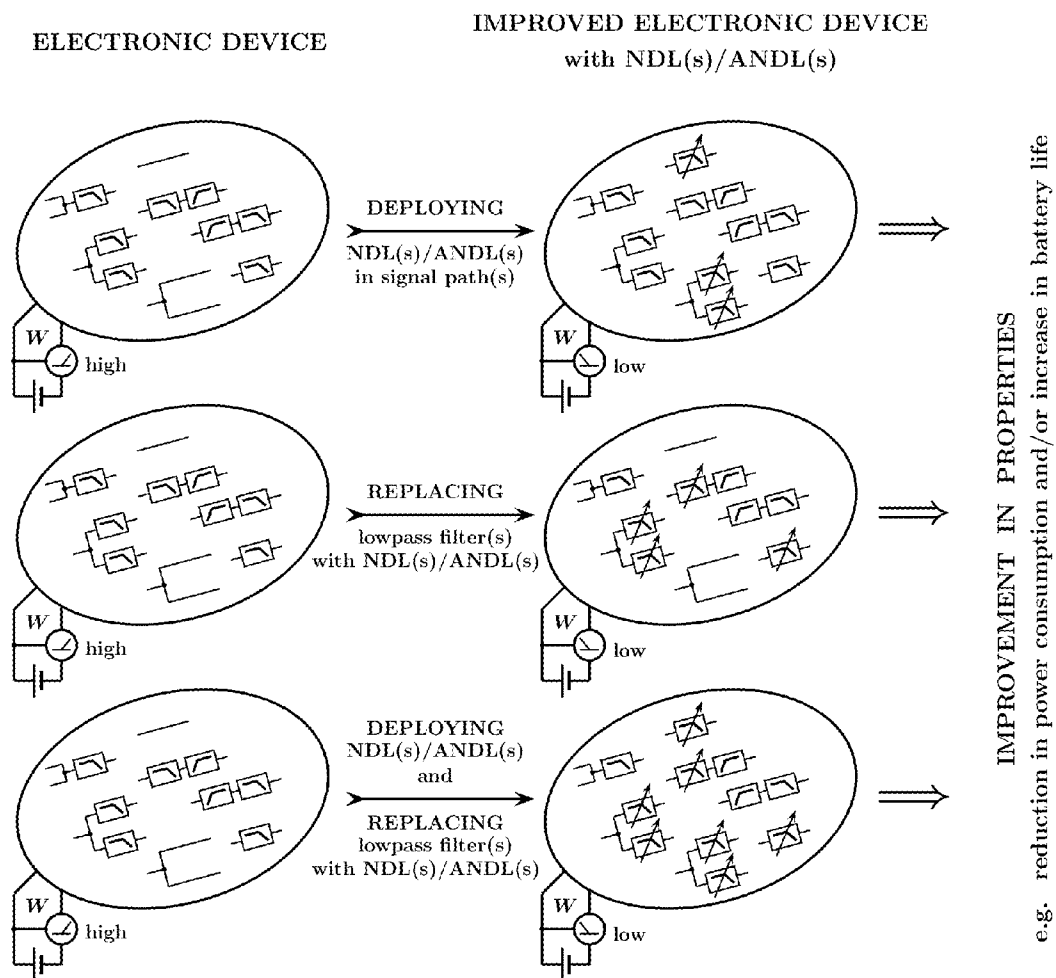 ELECTRONIC DEVICE
IMPROVED ELECTRONIC DEVICE
with NDL(s)/ANDL(s)
DEPLOYING
NDL(s)/ANDL(s)
in signal path(s)
W
high
W
low
REPLACING
lowpass filter(s)
with NDL(s)/ANDL(s)
W
high
W
low
DEPLOYING
NDL(s)/ANDL(s)
and
REPLACING
lowpass filter(s)
with NDL(s)/ANDL(s)
W
high
W
low
IMPROVEMENT IN PROPERTIES
e.g. reduction in power consumption and/or increase in battery life